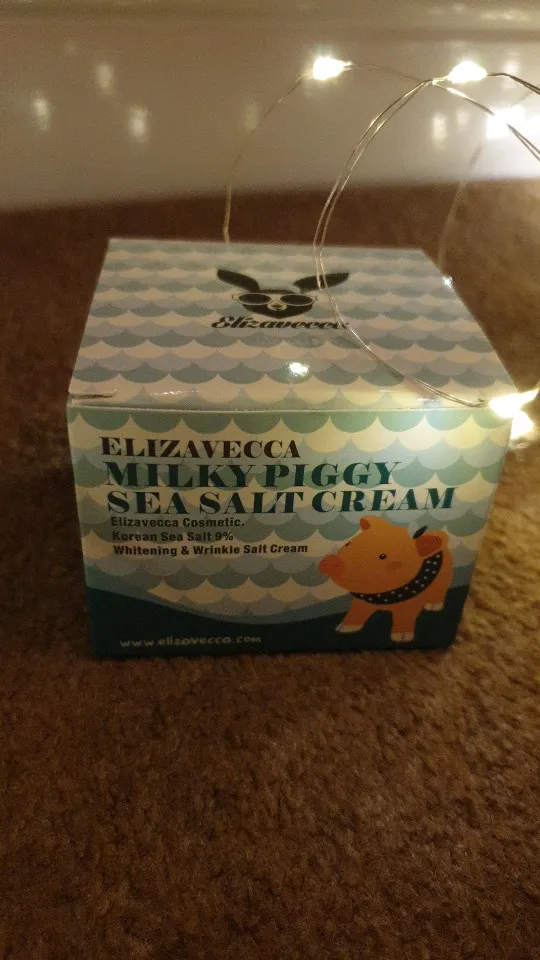 Elizavecca
ELIZAVECCA
MILKY PIGGY
SEA SALT CREAM
Elizavecca Cosmetic.
Korean Sea Salt 9%
Whitening & Wrinkle Salt Cream
www.elizavecca.com